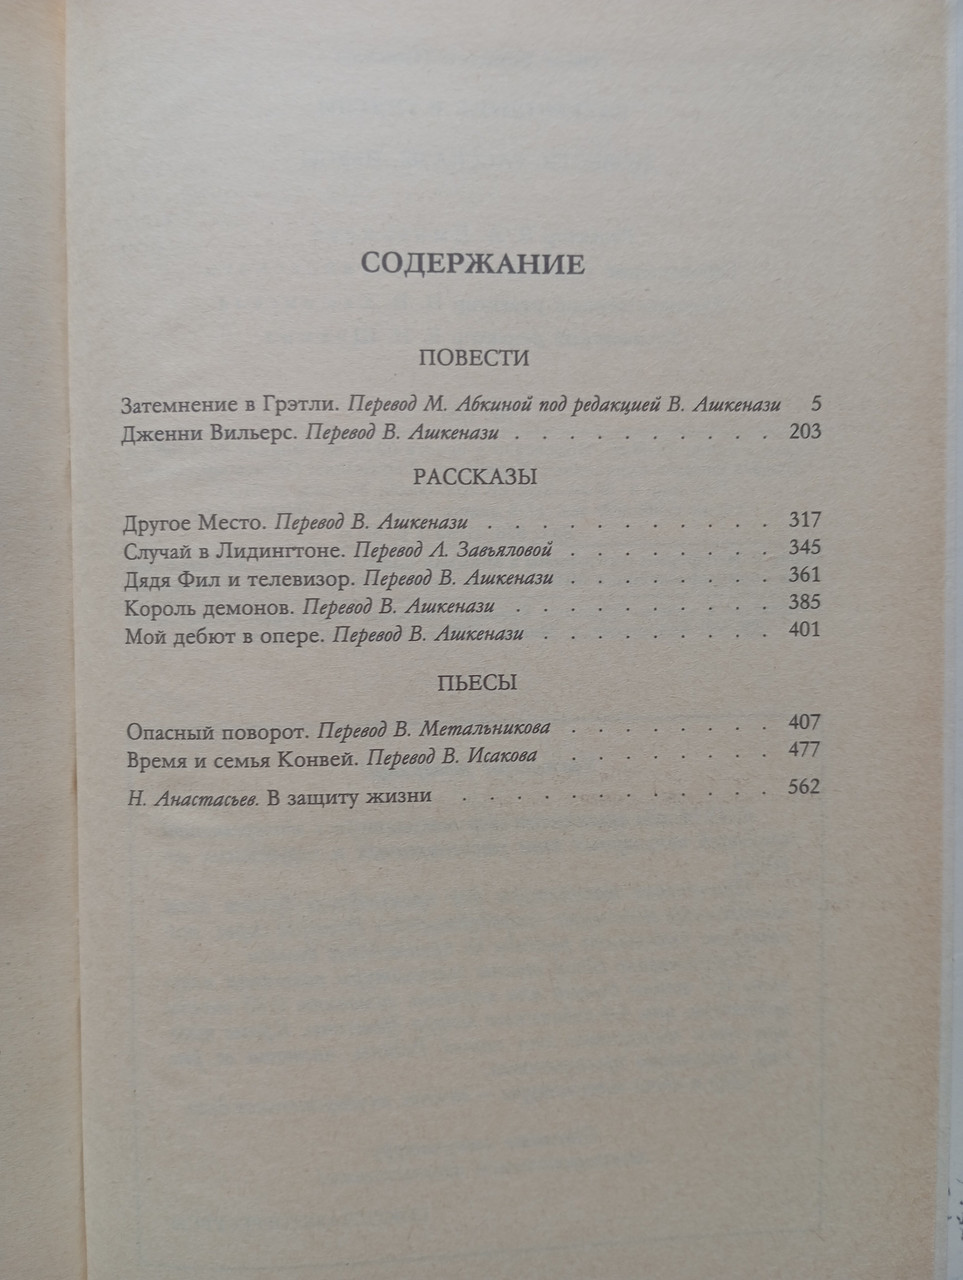 СОДЕРЖАНИЕ
ПОВЕСТИ
Затемнение в Грэтли. Перевод М. Абкиной под редакцией В. Ашкенази 5
Дженни Вильерс. Перевод В. Ашкенази . . . . . . . . . . 203
РАССКАЗЫ
Другое Место. Перевод В. Ашкенази . . . . . . . . . . . 317
Случай в Лидингтоне. Перевод Л. Завьяловой . . . . . . . . 345
Дядя Фил и телевизор. Перевод В. Ашкенази . . . . . . . . 361
Король демонов. Перевод В. Ашкенази . . . . . . . . . . 385
Мой дебют в опере. Перевод В. Ашкенази . . . . . . . . . 401
ПЬЕСЫ
Опасный поворот. Перевод В. Метальникова . . . . . . . . 407
Время и семья Конвей. Перевод В. Исакова . . . . . . . . 477
Н. Анастасьев. В защиту жизни . . . . . . . . . . . . 562